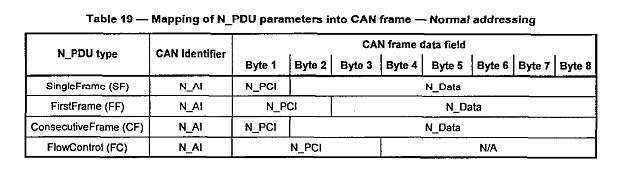 Table 19 — Mapping of N_PDU parameters into CAN frame — Normal addressing
N_PDU type CAN Identifier CAN frame data field
Byte 1 Byte 2 Byte 3 Byte 4 Byte 5 Byte 6 Byte 7 Byte 8
SingleFrame (SF) N_AI N_PCI N_Data
FirstFrame (FF) N_AI N_PCI N_Data
ConsecutiveFrame (CF) N_AI N_PCI N_Data
FlowControl (FC) N_AI N_PCI N/A